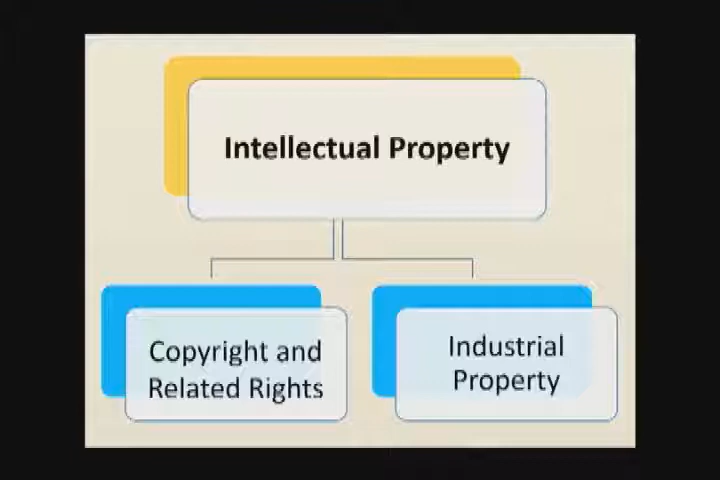 Intellectual Property
Copyright and
Related Rights
Industrial
Property